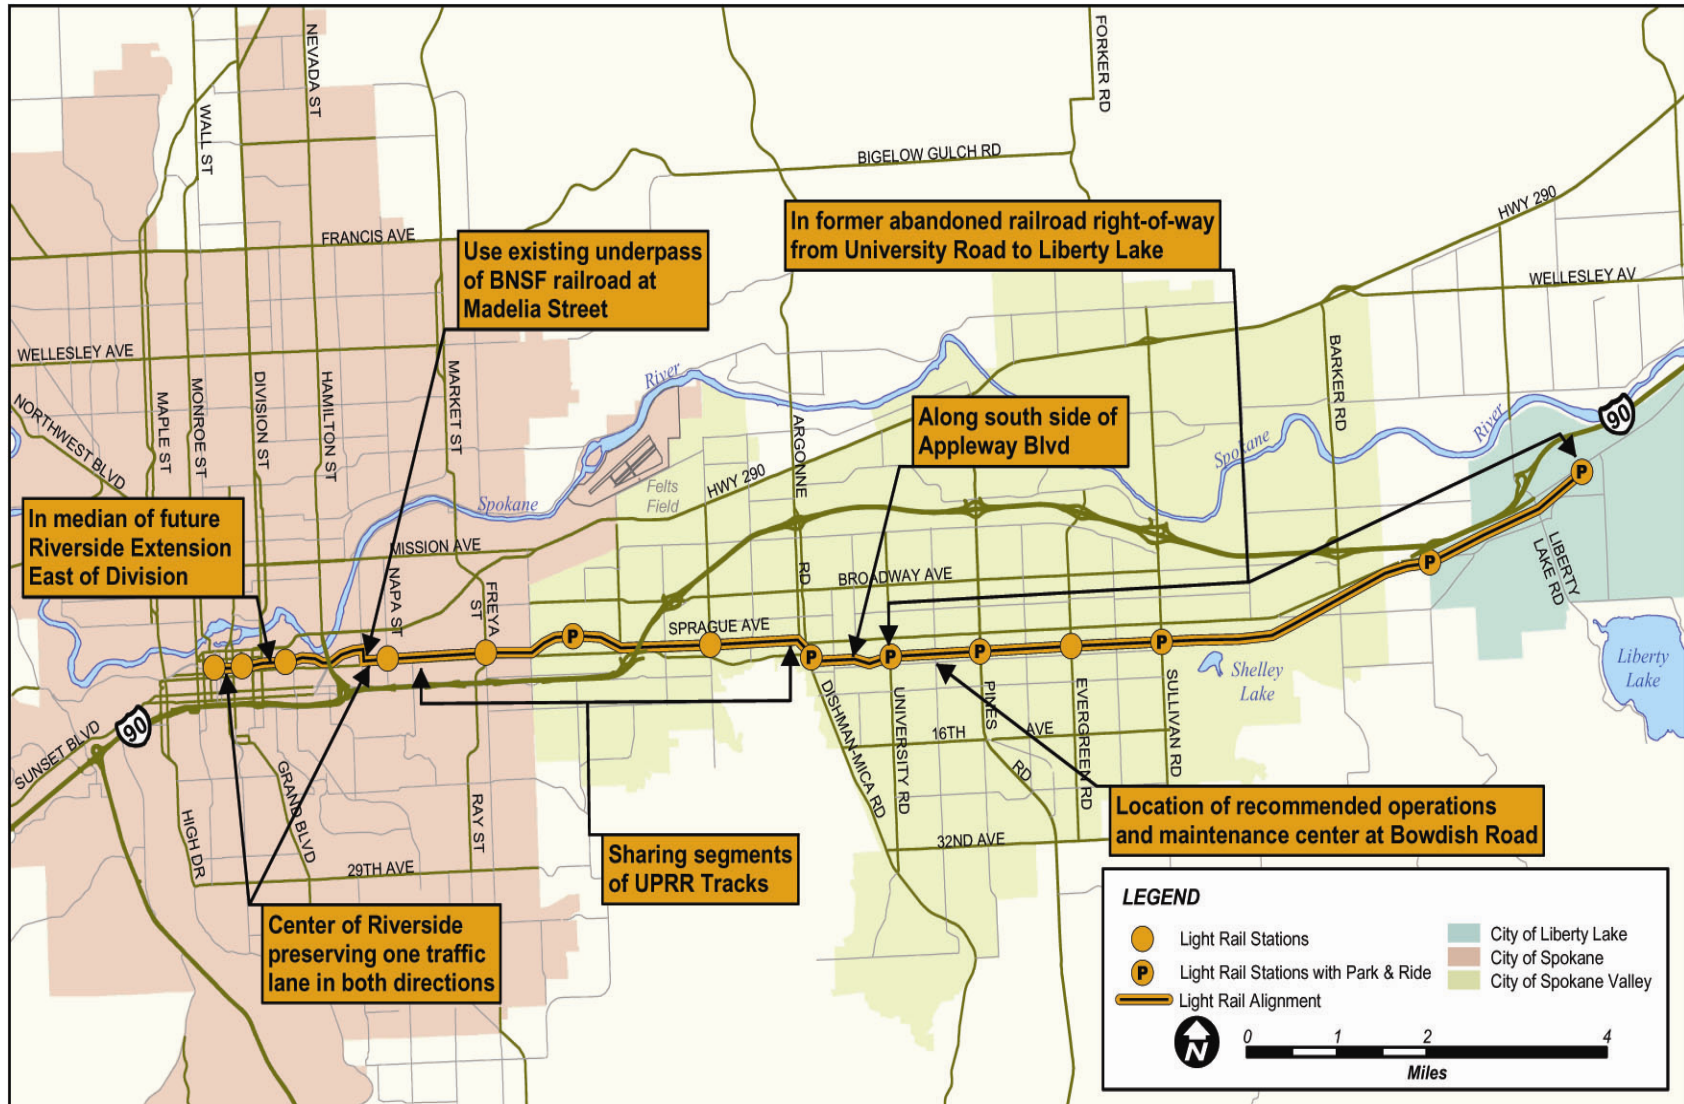 NEVADA ST
WALL ST
FORKER RD
BIGELOW GULCH RD
HWY 290
FRANCIS AVE
In former abandoned railroad right-of-way
from University Road to Liberty Lake
Use existing underpass
of BNSF railroad at
Madelia Street
WELLESLEY AV
WELLESLEY AVE
River
BARKER RD
MAPLE ST
MONROE ST
DIVISION ST
HAMILTON ST
MARKET ST
NORTHWEST BLVD
Along south side of
Appleway Blvd
ARGONNE
RD
Spokane
River
90
HWY 290
Felts
Field
Spokane
In median of future
Riverside Extension
East of Division
MISSION AVE
NAPA ST
FREYA
ST
BROADWAY AVE
SPRAGUE AVE
LIBERTY
LAKE RD
P
P
P
P
P
P
P
Shelley
Lake
Liberty
Lake
90
SUNSET BLVD
DISHMAN-MICA RD
UNIVERSITY RD
PINES
RD
EVERGREEN RD
SULLIVAN RD
16TH
AVE
HIGH DR
GRAND BLVD
RAY ST
29TH AVE
32ND AVE
Location of recommended operations
and maintenance center at Bowdish Road
Sharing segments
of UPRR Tracks
Center of Riverside
preserving one traffic
lane in both directions
LEGEND
Light Rail Stations
P Light Rail Stations with Park & Ride
Light Rail Alignment
City of Liberty Lake
City of Spokane
City of Spokane Valley
N
0 1 2 4
Miles